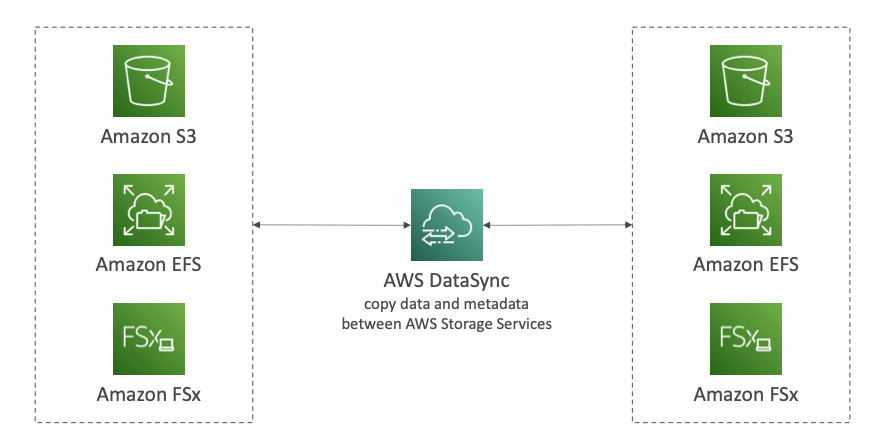 Amazon S3
Amazon EFS
FSx
Amazon FSx
AWS DataSync
copy data and metadata
between AWS Storage Services
Amazon S3
Amazon EFS
FSx
Amazon FSx